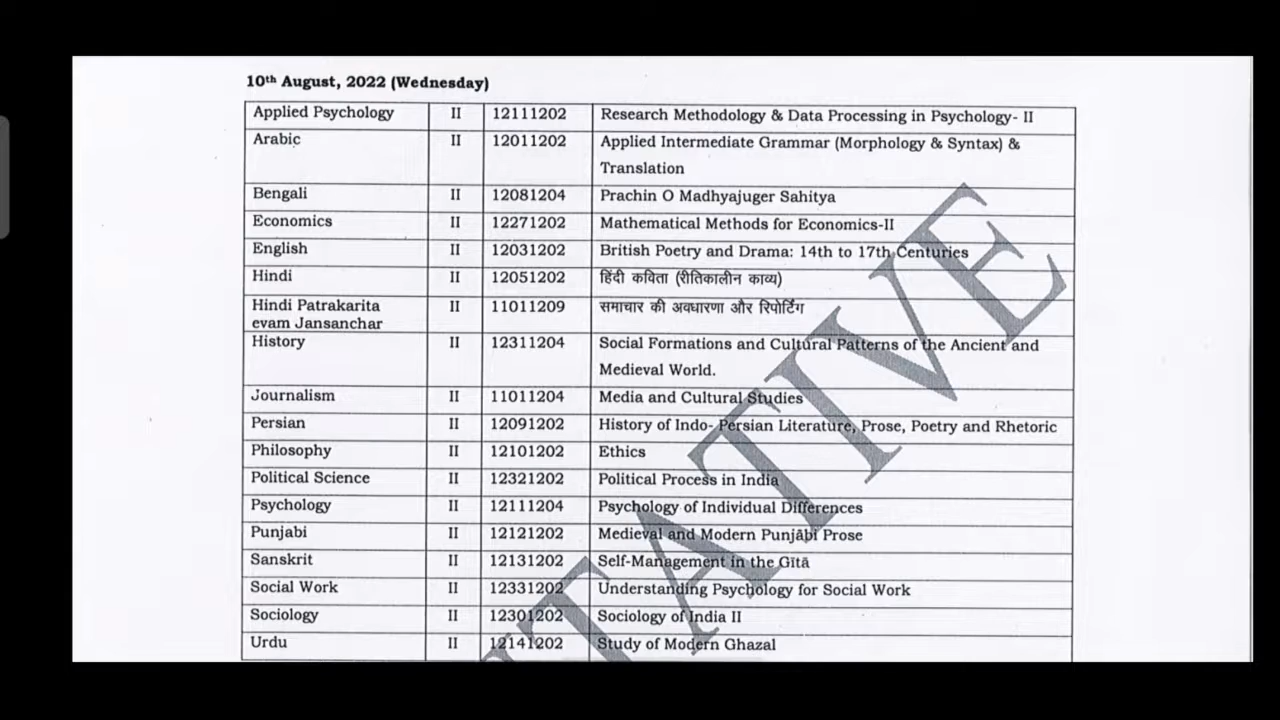 10th August, 2022 (Wednesday)
Applied Psychology II 12111202 Research Methodology & Data Processing in Psychology- II
Arabic II 12011202 Applied Intermediate Grammar (Morphology & Syntax) &
Translation
Bengali II 12081204 Prachin O Madhyajuger Sahitya
Economics II 12271202 Mathematical Methods for Economics-II
English II 12031202 British Poetry and Drama: 14th to 17th Centuries
Hindi II 12051202 हिंदी कविता (रीतिकालीन काव्य)
Hindi Patrakarita II 11011209 समाचार की अवधारणा और रिपोर्टिंग
evam Jansanchar
History II 12311204 Social Formations and Cultural Patterns of the Ancient and
Medieval World.
Journalism II 11011204 Media and Cultural Studies
Persian II 12091202 History of Indo- Persian Literature, Prose, Poetry and Rhetoric
Philosophy II 12101202 Ethics
Political Science II 12321202 Political Process in India
Psychology II 12111204 Psychology of Individual Differences
Punjabi II 12121202 Medieval and Modern Punjābī Prose
Sanskrit II 12131202 Self-Management in the Gītā
Social Work II 12331202 Understanding Psychology for Social Work
Sociology II 12301202 Sociology of India II
Urdu II 12141202 Study of Modern Ghazal
TATIVE